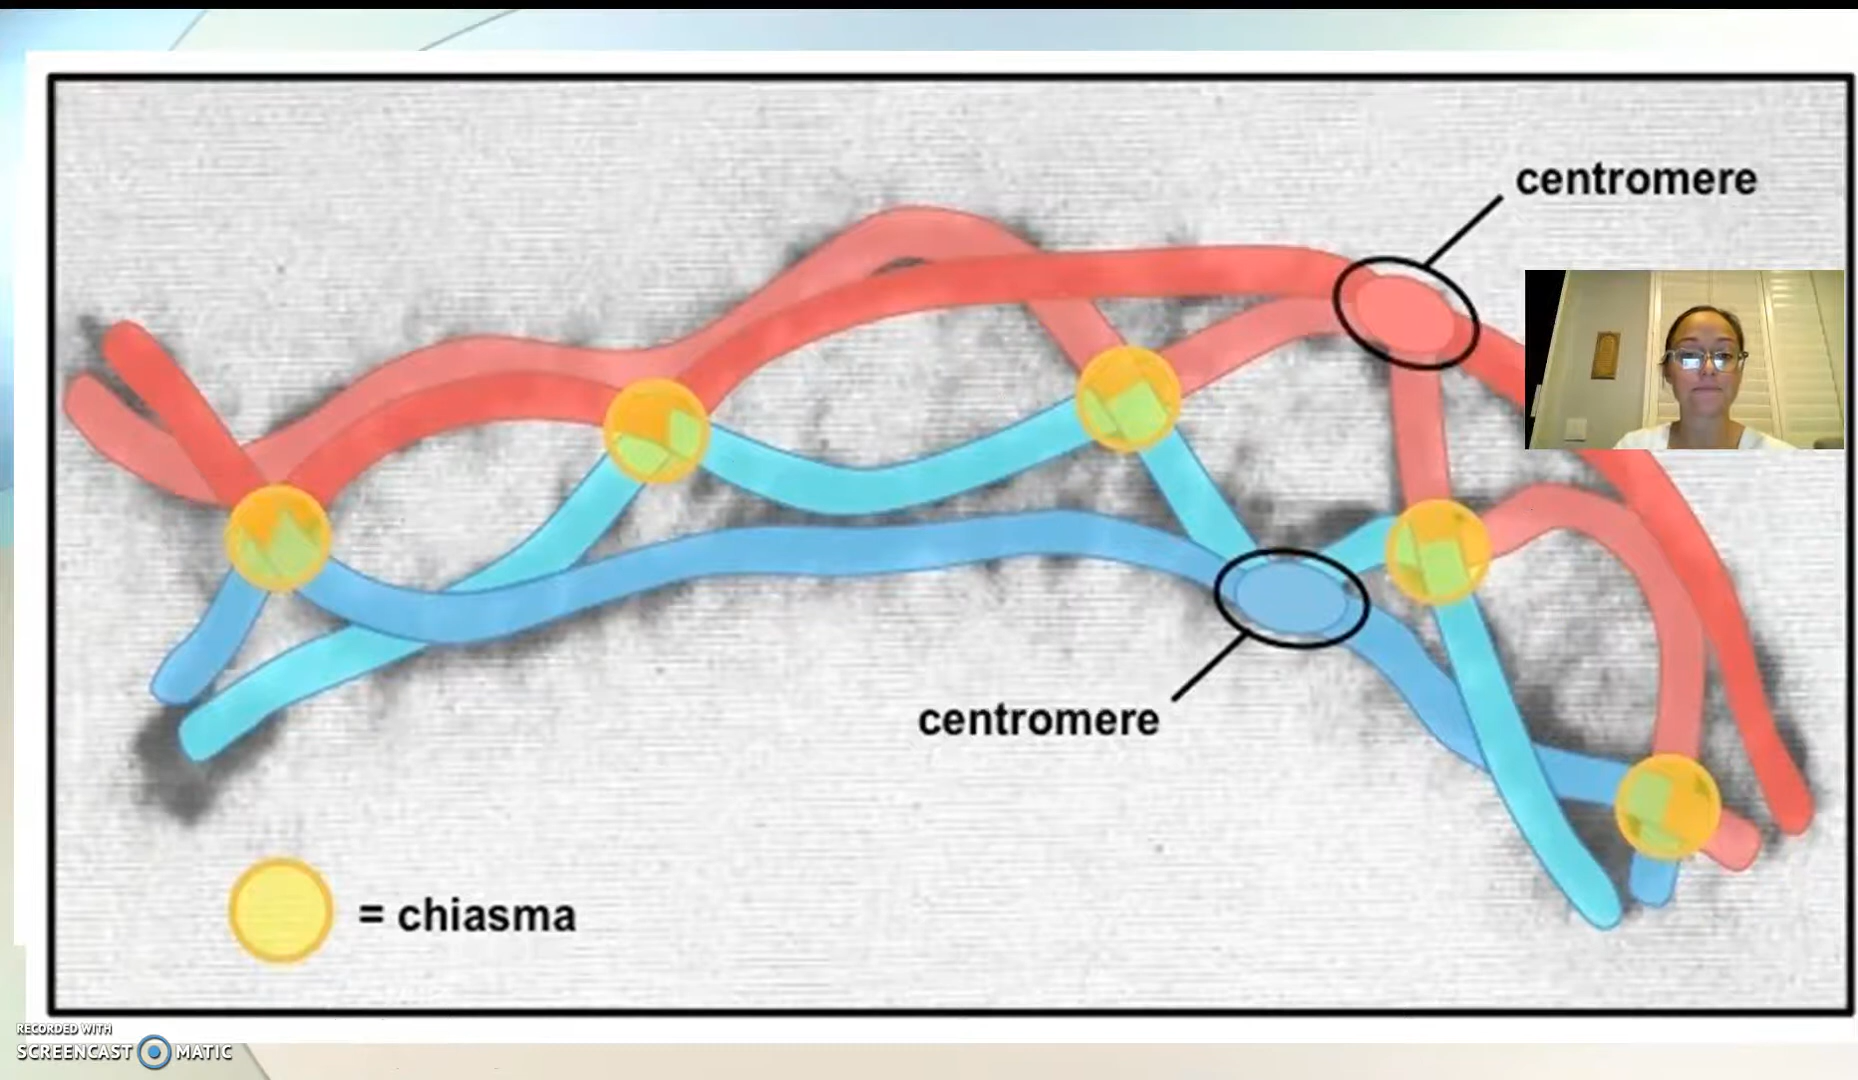 centromere
centromere
= chiasma
RECORDED WITH
SCREENCAST MATIC